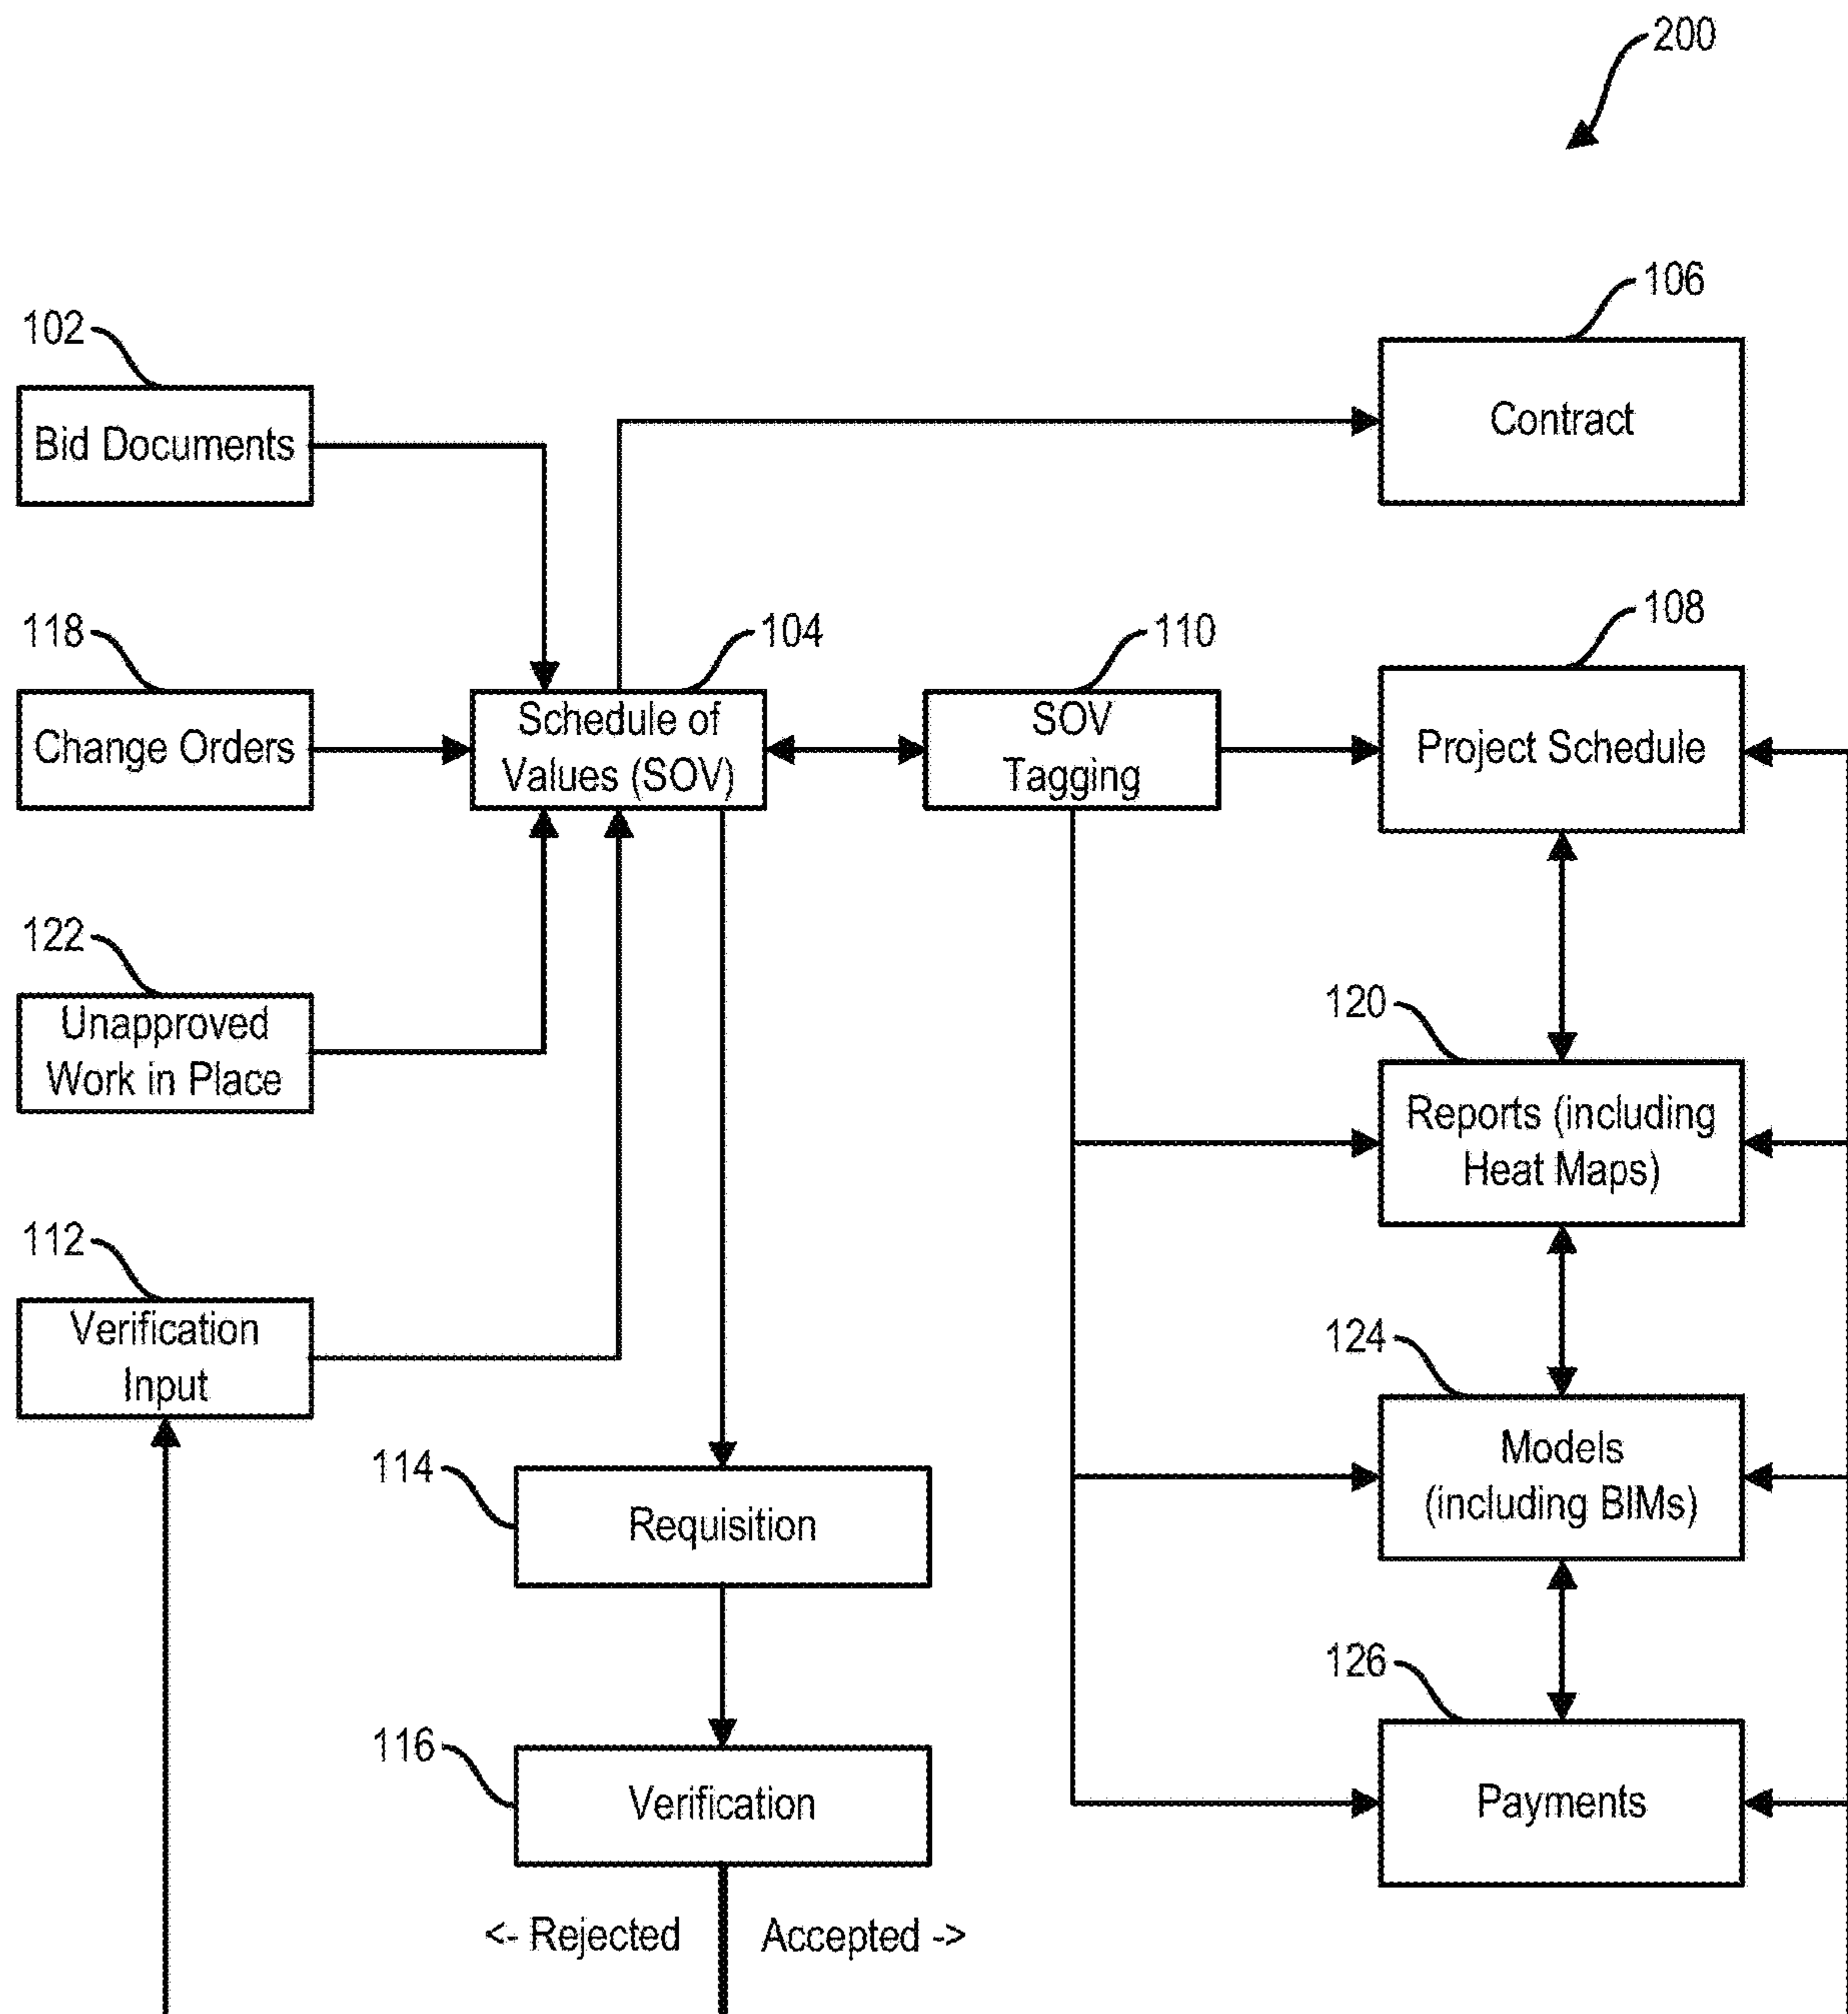 200
106
102
Contract
Bid Documents
118
104
110
108
Change Orders
Schedule of
Values (SOV)
SOV
Tagging
Project Schedule
122
120
Unapproved
Work in Place
Reports (including
Heat Maps)
112
124
Verification
Input
Models
(including BIMs)
114
Requisition
126
116
Verification
Payments
<- Rejected
Accepted ->